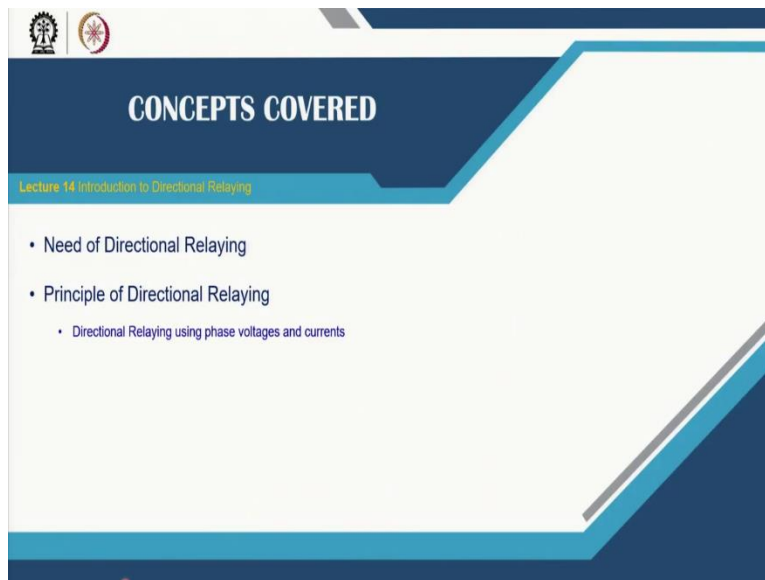 CONCEPTS COVERED
Lecture 14 Introduction to Directional Relaying
• Need of Directional Relaying
• Principle of Directional Relaying
• Directional Relaying using phase voltages and currents